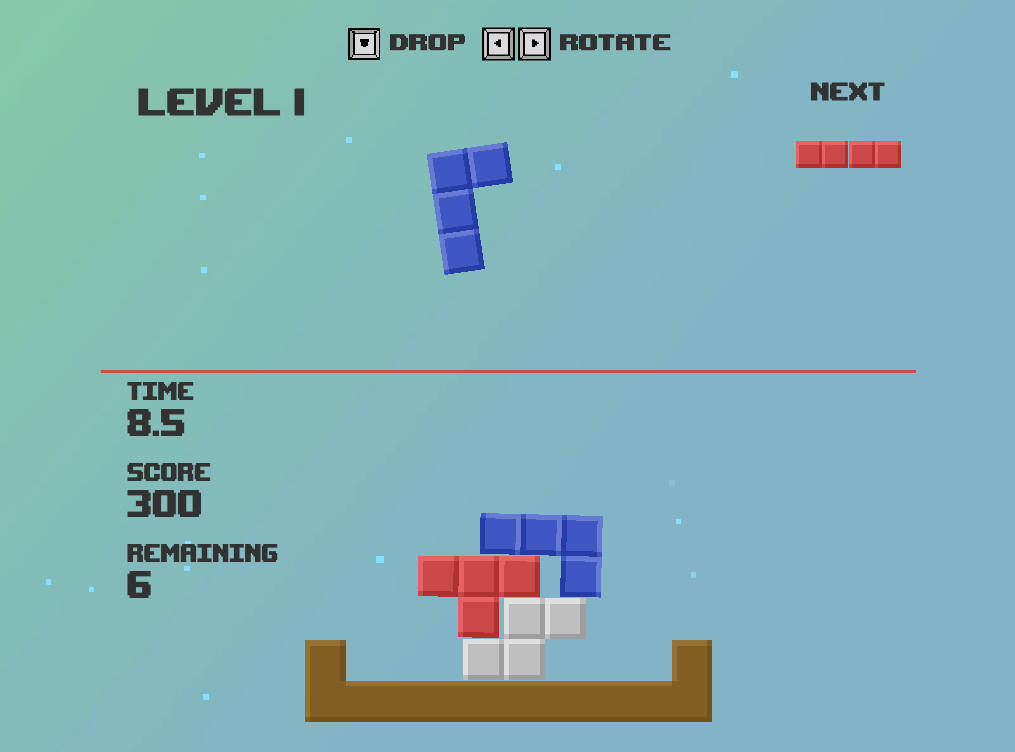 DROP ROTATE
LEVEL 1
NEXT
TIME
8.5
SCORE
300
REMAINING
6